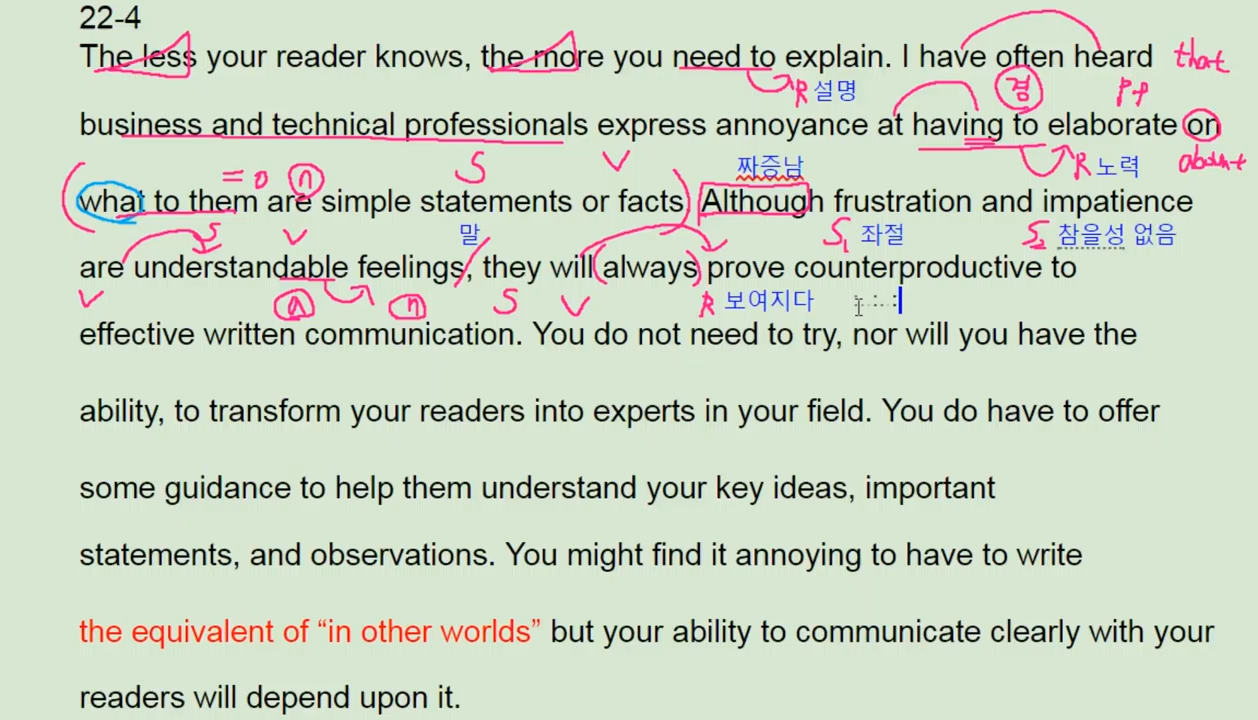 22-4
The less your reader knows, the more you need to explain. I have often heard that
R 설명 경 pp
business and technical professionals express annoyance at having to elaborate on
= o n S V 짜증남 R 노력 about
what to them are simple statements or facts Although frustration and impatience
S V 말 S1 좌절 S2 참을성 없음
are understandable feelings, they will (always) prove counterproductive to
V a n S V R 보여지다 : :
effective written communication. You do not need to try, nor will you have the
ability, to transform your readers into experts in your field. You do have to offer
some guidance to help them understand your key ideas, important
statements, and observations. You might find it annoying to have to write
the equivalent of “in other worlds” but your ability to communicate clearly with your
readers will depend upon it.